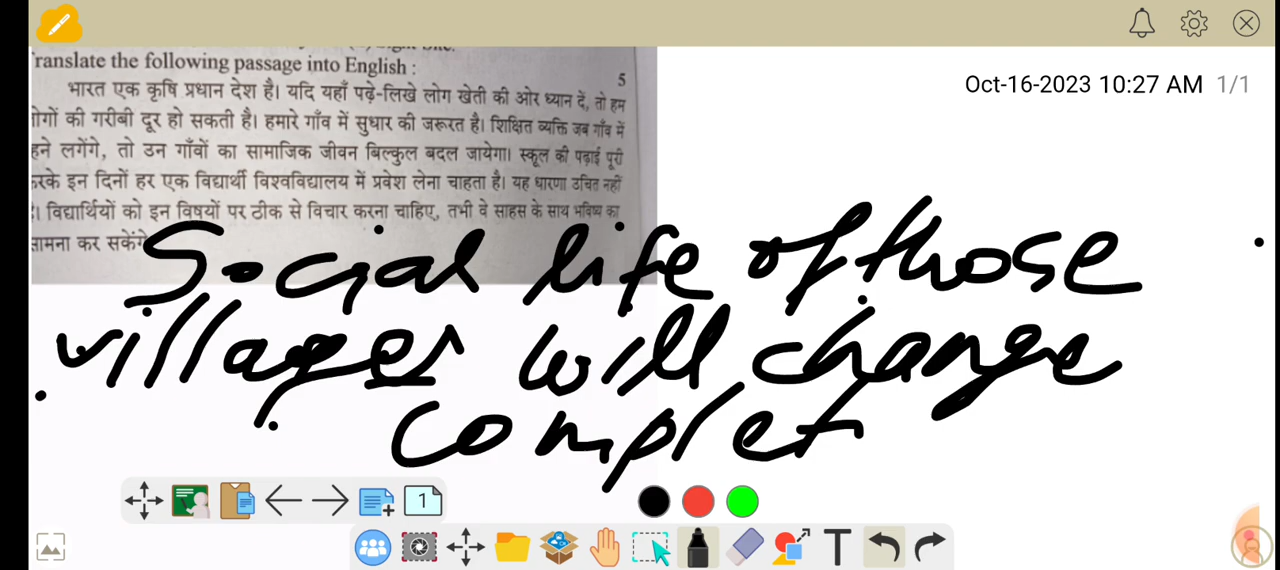 Translate the following passage into English :
5
भारत एक कृषि प्रधान देश है। यदि यहाँ पढ़े-लिखे लोग खेती की ओर ध्यान दें, तो हम
लोगों की गरीबी दूर हो सकती है। हमारे गाँव में सुधार की जरूरत है। शिक्षित व्यक्ति जब गाँव में
हने लगेंगे, तो उन गाँवों का सामाजिक जीवन बिल्कुल बदल जायेगा। स्कूल की पढ़ाई पूरी
करके इन दिनों हर एक विद्यार्थी विश्वविद्यालय में प्रवेश लेना चाहता है। यह धारणा उचित नहीं
। विद्यार्थियों को इन विषयों पर ठीक से विचार करना चाहिए, तभी वे साहस के साथ भविष्य का
सामना कर सकेंगे
Oct-16-2023 10:27 AM 1/1
Social life of those
villages will change
complet
1
T